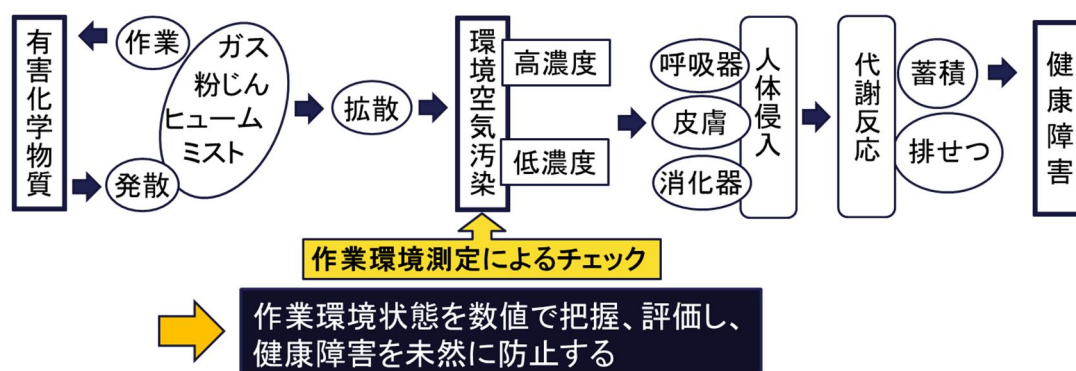 有害化学物質
作業
発散
ガス
粉じん
ヒューム
ミスト
拡散
環境空気汚染
高濃度
低濃度
呼吸器
皮膚
消化器
人体侵入
代謝反応
蓄積
排せつ
健康障害
作業環境測定によるチェック
作業環境状態を数値で把握、評価し、
健康障害を未然に防止する